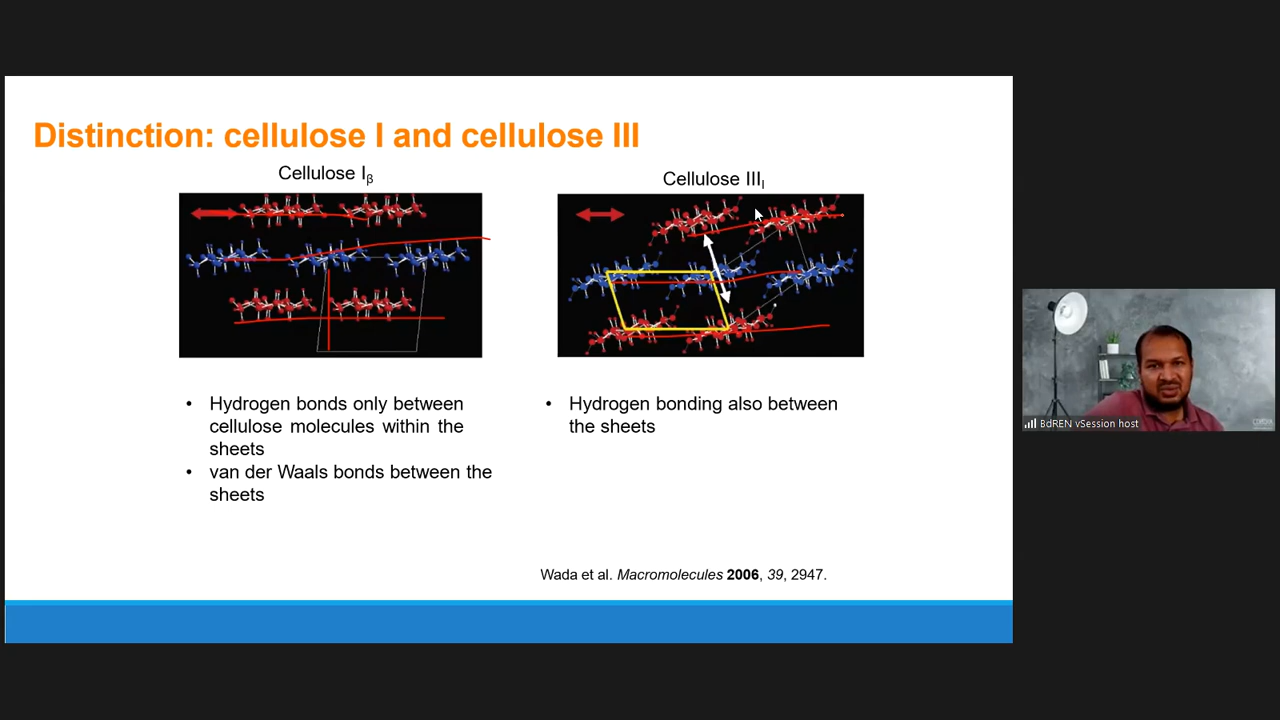 Distinction: cellulose I and cellulose III
Cellulose Iβ
Cellulose IIII
• Hydrogen bonds only between
cellulose molecules within the
sheets
• van der Waals bonds between the
sheets
• Hydrogen bonding also between
the sheets
Wada et al. Macromolecules 2006, 39, 2947.
BdREN vSession host